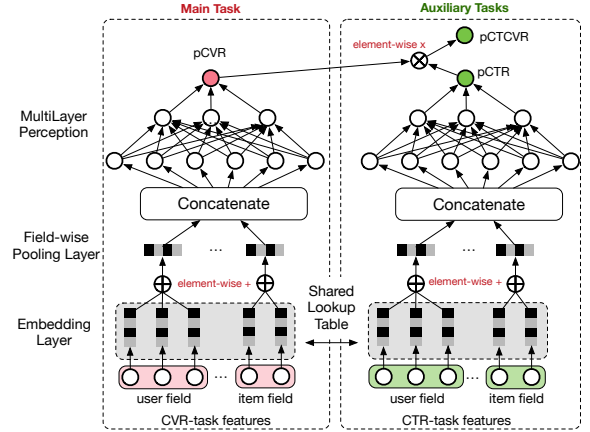 Main Task
Auxiliary Tasks
pCTCVR
element-wise x
pCVR
pCTR
MultiLayer
Perception
Concatenate
Concatenate
Field-wise
Pooling Layer
...
...
element-wise +
element-wise +
Shared
Lookup
Table
Embedding
Layer
...
...
...
...
user field
item field
user field
item field
CVR-task features
CTR-task features